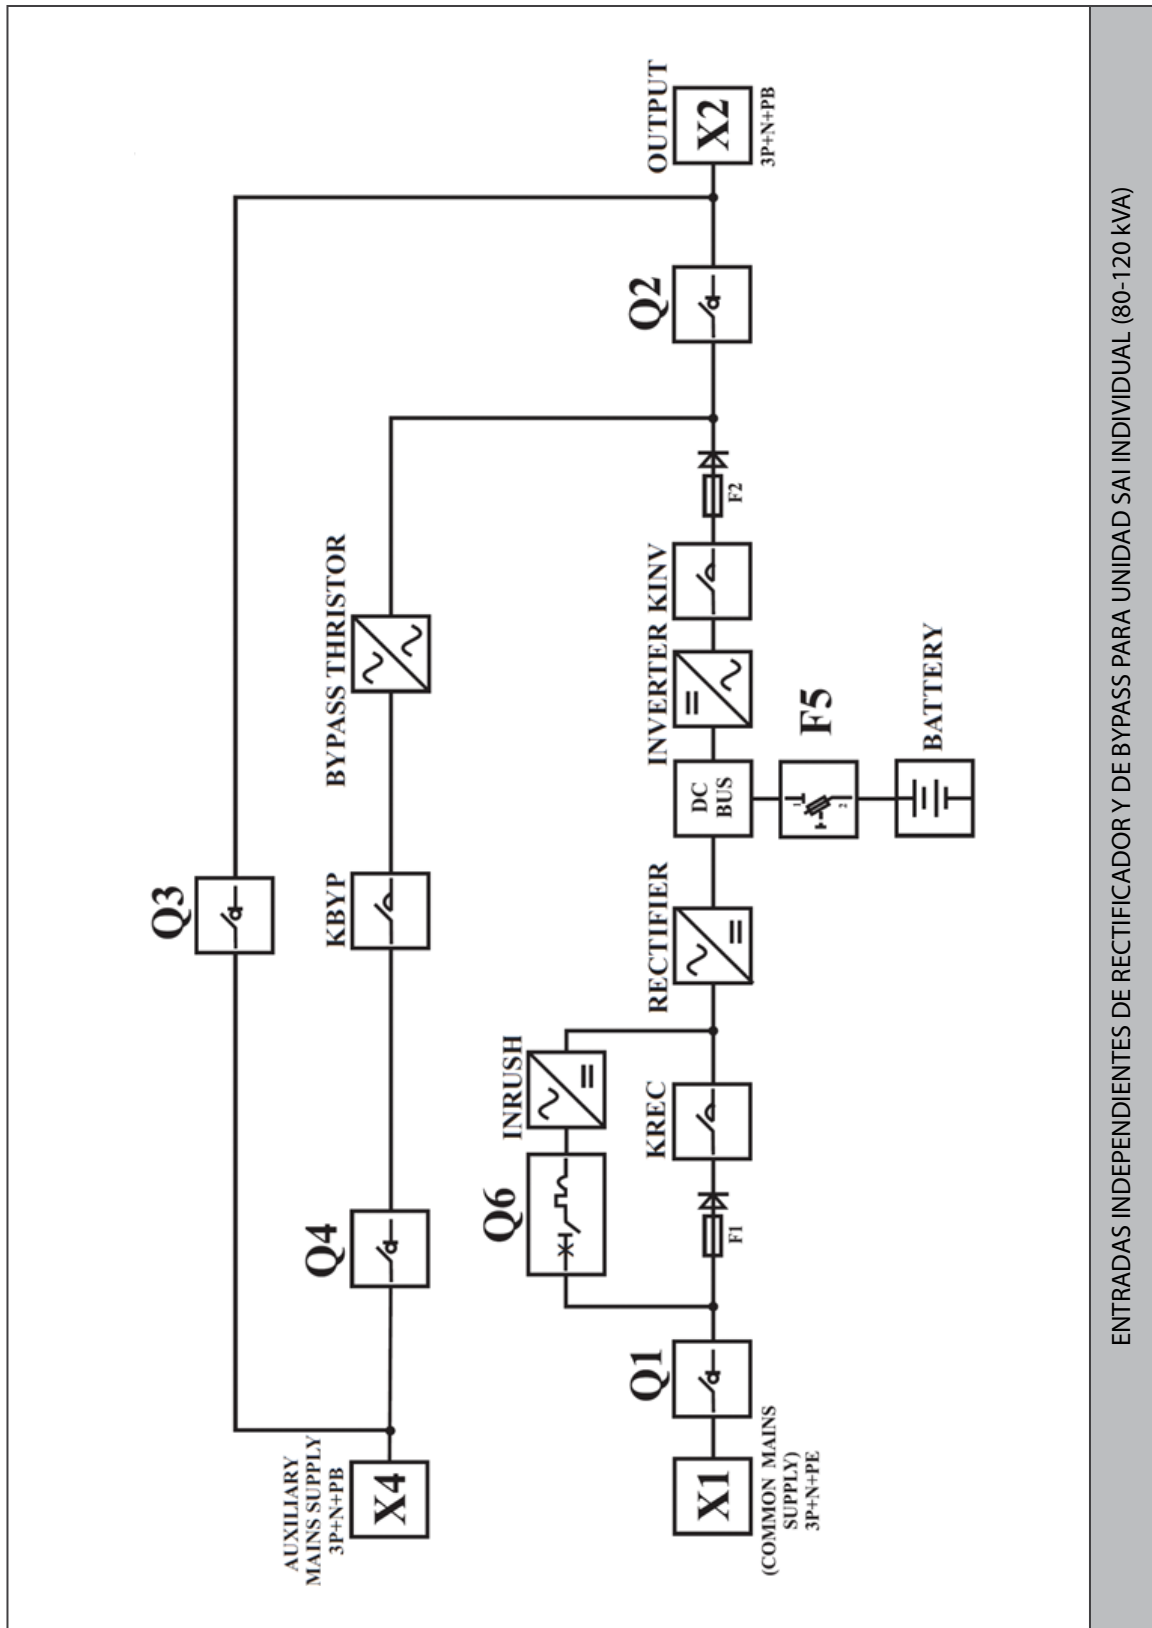 Q3
BYPASS THRISTOR
KBYP
Q4
AUXILIARY
MAINS SUPPLY
3P+N+PB
X4
OUTPUT
X2
3P+N+PB
Q2
F2
INVERTER KINV
DC
BUS
F5
1
2
BATTERY
RECTIFIER
INRUSH
Q6
KREC
F1
Q1
X1
(COMMON MAINS
SUPPLY)
3P+N+PE
ENTRADAS INDEPENDIENTES DE RECTIFICADOR Y DE BYPASS PARA UNIDAD SAI INDIVIDUAL (80-120 kVA)